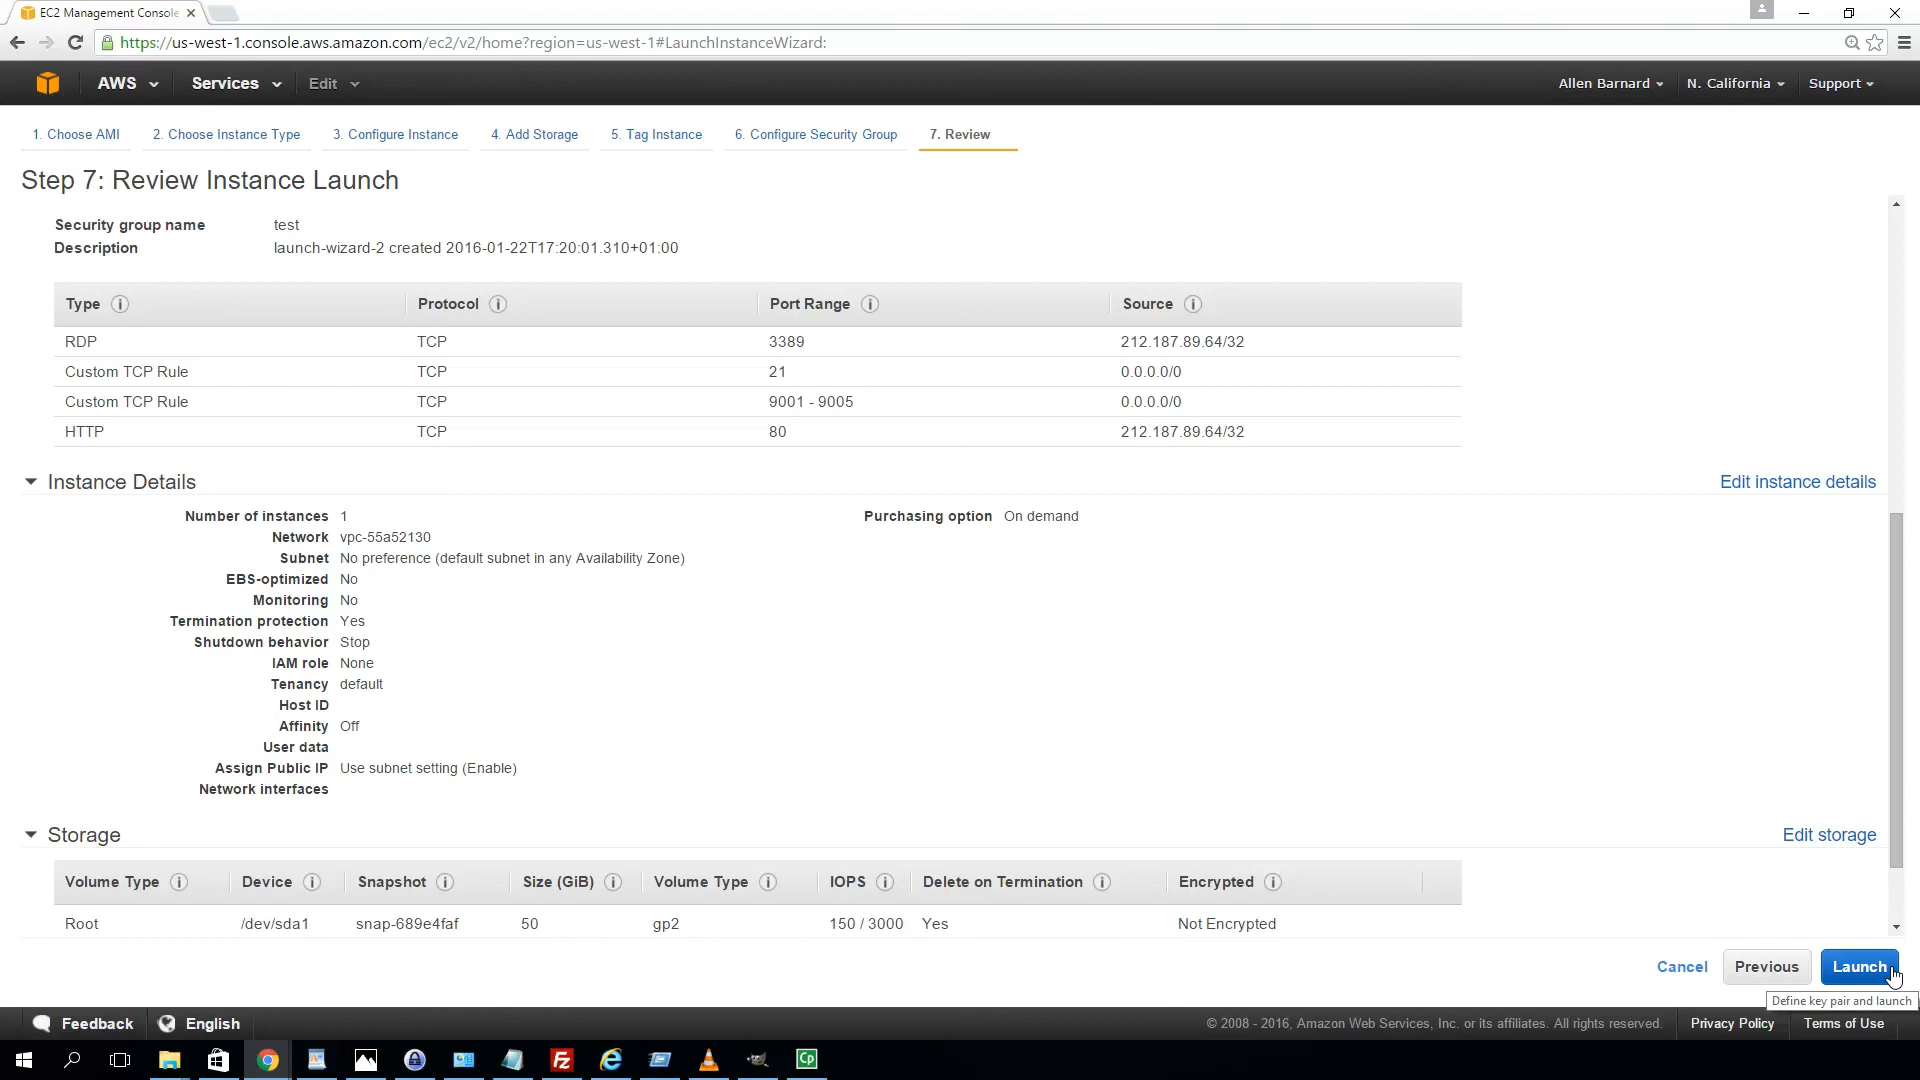 EC2 Management Console
https://us-west-1.console.aws.amazon.com/ec2/v2/home?region=us-west-1#LaunchInstanceWizard:
AWS Services Edit Allen Barnard N. California Support
1. Choose AMI 2. Choose Instance Type 3. Configure Instance 4. Add Storage 5. Tag Instance 6. Configure Security Group 7. Review
Step 7: Review Instance Launch
Security group name test
Description launch-wizard-2 created 2016-01-22T17:20:01.310+01:00
Type Protocol Port Range Source
RDP TCP 3389 212.187.89.64/32
Custom TCP Rule TCP 21 0.0.0.0/0
Custom TCP Rule TCP 9001 - 9005 0.0.0.0/0
HTTP TCP 80 212.187.89.64/32
Instance Details Edit instance details
Number of instances 1 Purchasing option On demand
Network vpc-55a52130
Subnet No preference (default subnet in any Availability Zone)
EBS-optimized No
Monitoring No
Termination protection Yes
Shutdown behavior Stop
IAM role None
Tenancy default
Host ID
Affinity Off
User data
Assign Public IP Use subnet setting (Enable)
Network interfaces
Storage Edit storage
Volume Type Device Snapshot Size (GiB) Volume Type IOPS Delete on Termination Encrypted
Root /dev/sda1 snap-689e4faf 50 gp2 150 / 3000 Yes Not Encrypted
Cancel Previous Launch
Define key pair and launch
Feedback English © 2008 - 2016, Amazon Web Services, Inc. or its affiliates. All rights reserved. Privacy Policy Terms of Use
Fz Cp